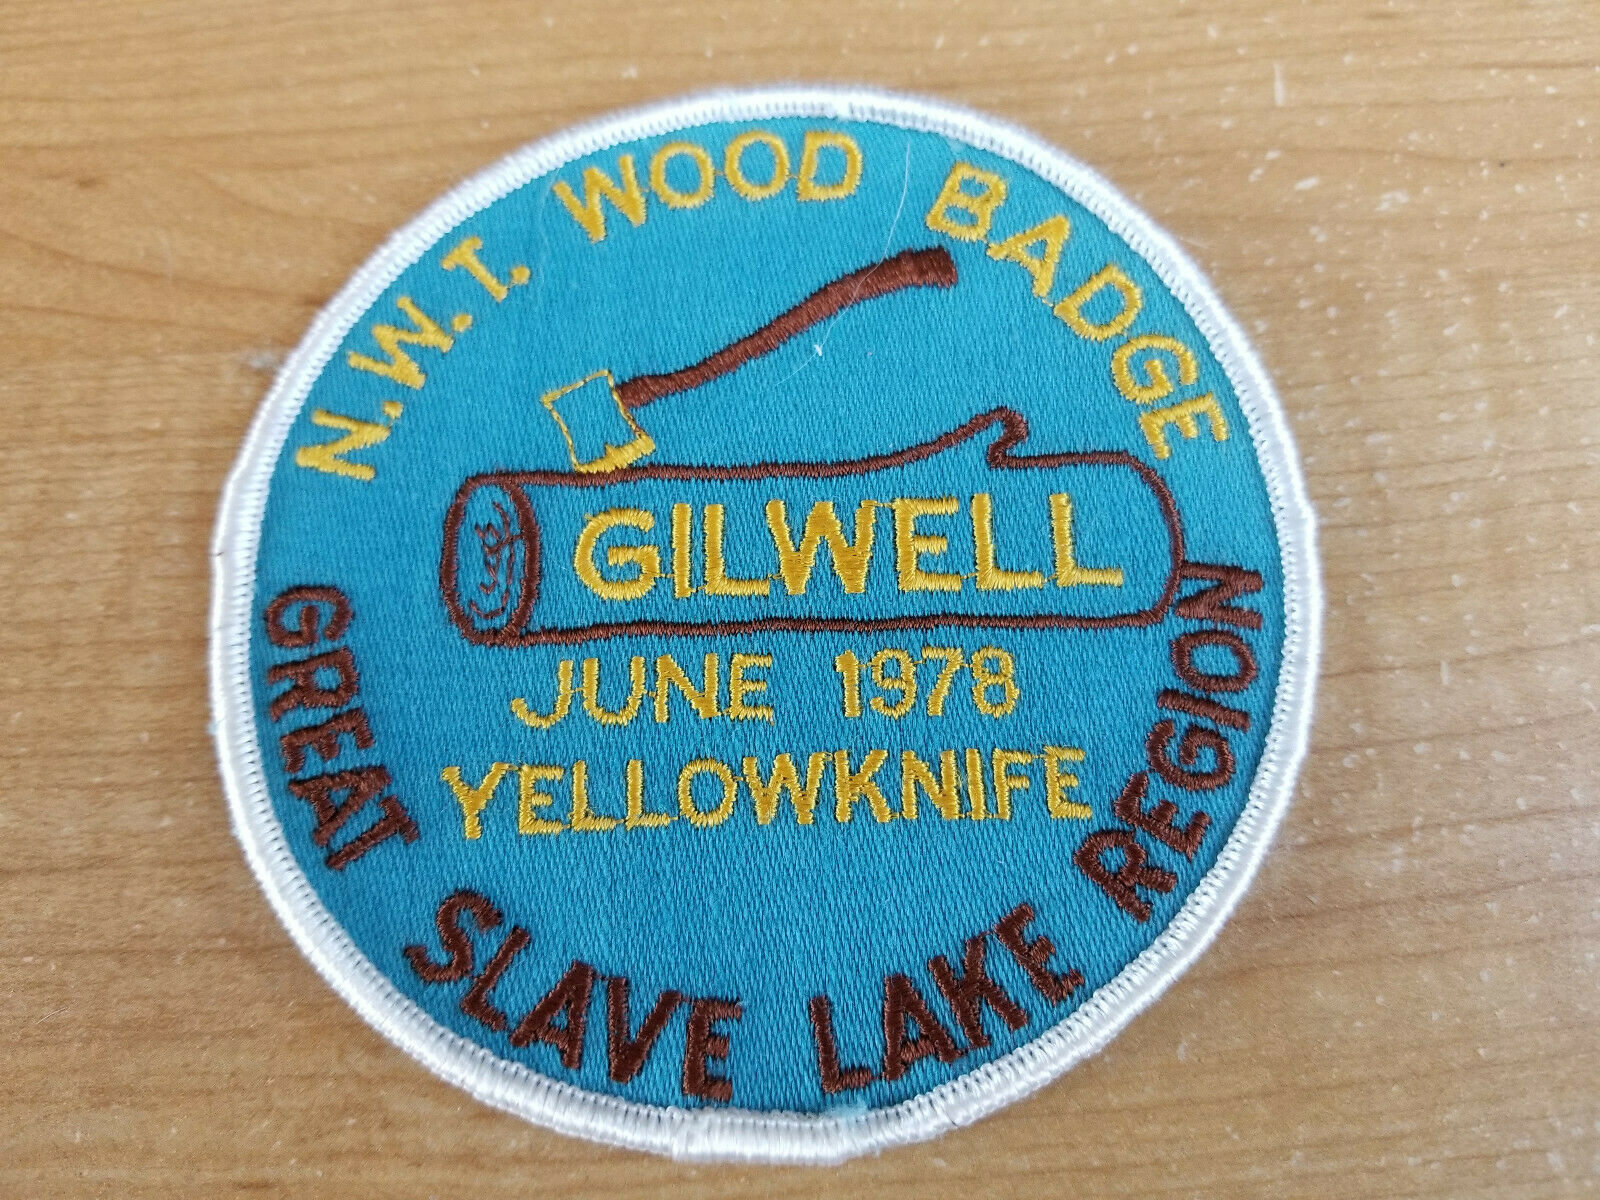 N.W.T. WOOD BADGE
GILWELL
JUNE 1978
YELLOWKNIFE
GREAT SLAVE LAKE REGION